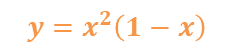 y = x²(1 − x)